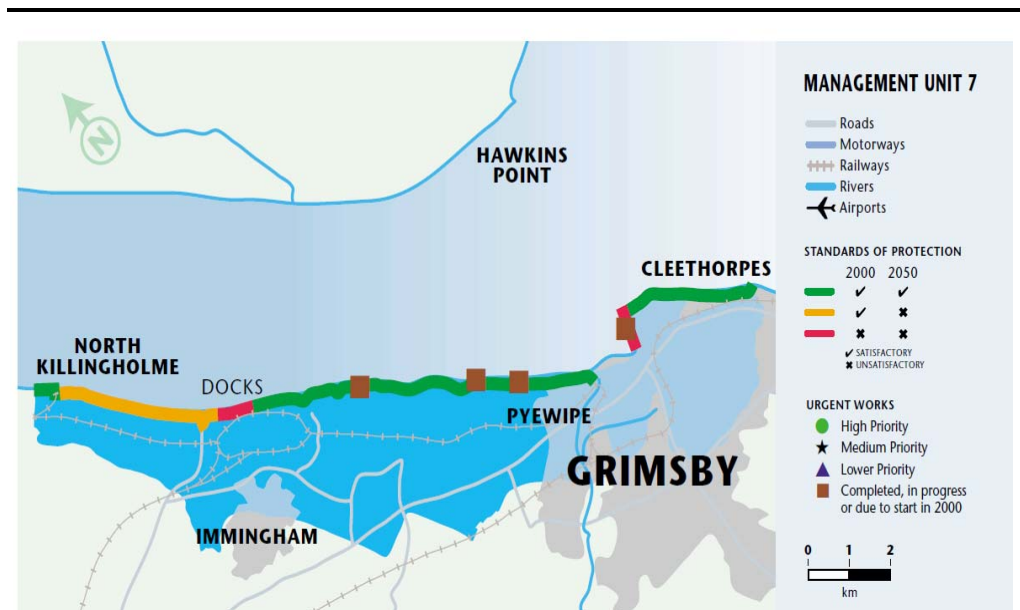 N
HAWKINS
POINT
CLEETHORPES
NORTH
KILLINGHOLME
DOCKS
PYEWIPE
GRIMSBY
IMMINGHAM
MANAGEMENT UNIT 7
Roads
Motorways
Railways
Rivers
Airports
STANDARDS OF PROTECTION
2000 2050
✔ ✔
✔ ✖
✖ ✖
✔ SATISFACTORY
✖ UNSATISFACTORY
URGENT WORKS
High Priority
Medium Priority
Lower Priority
Completed, in progress
or due to start in 2000
0 1 2
km